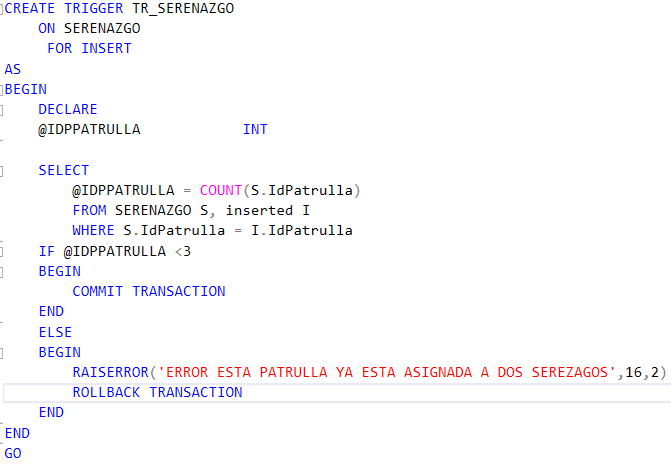 CREATE TRIGGER TR_SERENAZGO
    ON SERENAZGO
     FOR INSERT
AS
BEGIN
    DECLARE
    @IDPPATRULLA            INT

    SELECT
        @IDPPATRULLA = COUNT(S.IdPatrulla)
        FROM SERENAZGO S, inserted I
        WHERE S.IdPatrulla = I.IdPatrulla
    IF @IDPPATRULLA <3
    BEGIN
        COMMIT TRANSACTION
    END
    ELSE
    BEGIN
        RAISERROR('ERROR ESTA PATRULLA YA ESTA ASIGNADA A DOS SEREZAGOS',16,2)
        ROLLBACK TRANSACTION
    END
END
GO